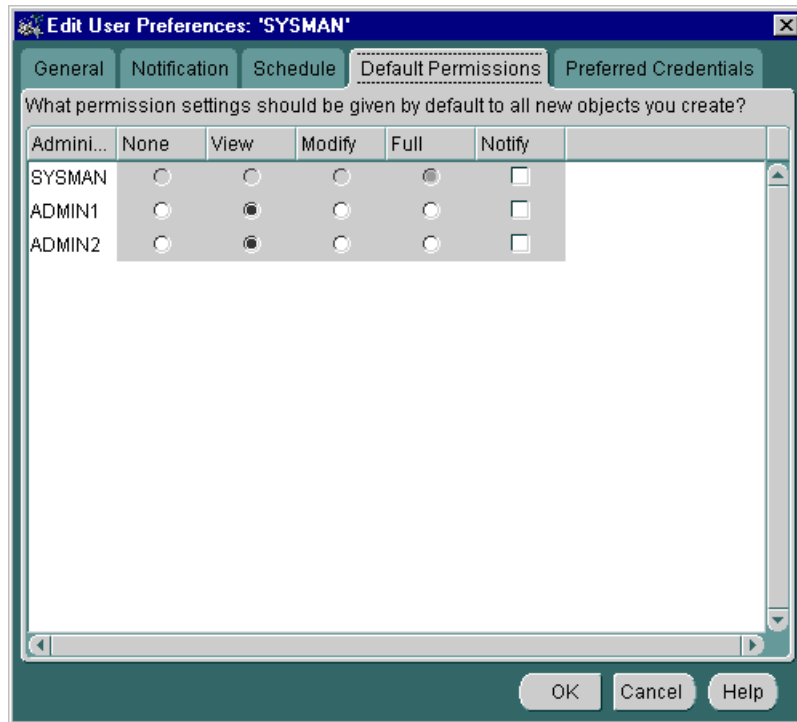 Edit User Preferences: 'SYSMAN'
General Notification Schedule Default Permissions Preferred Credentials
What permission settings should be given by default to all new objects you create?
Admini... None View Modify Full Notify
SYSMAN
ADMIN1
ADMIN2
OK Cancel Help